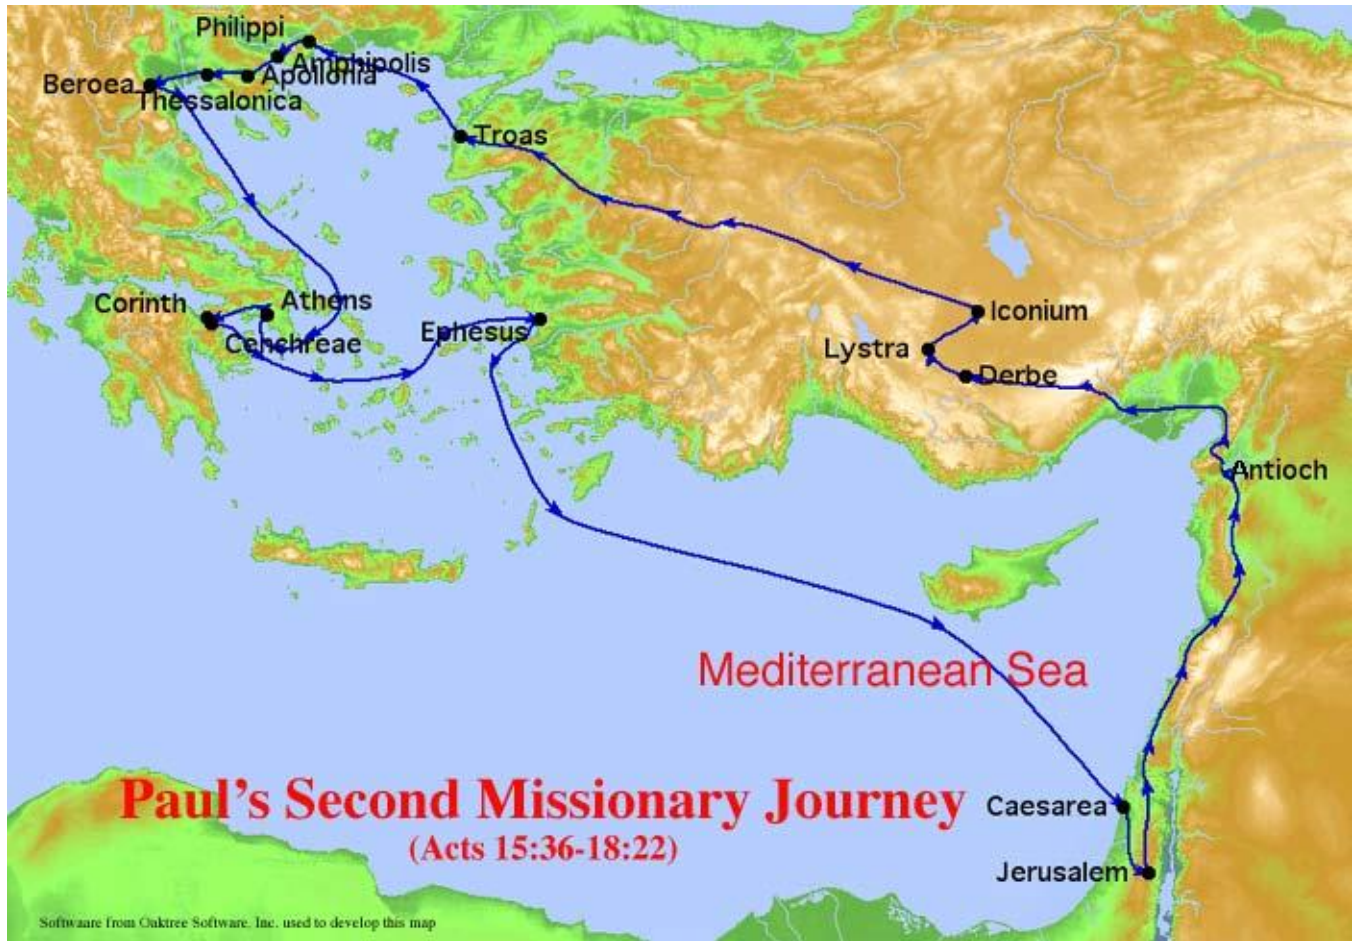 Philippi
Amphipolis
Apollonia
Beroea
Thessalonica
Troas
Corinth
Athens
Cenchreae
Ephesus
Iconium
Lystra
Derbe
Antioch
Mediterranean Sea
Paul's Second Missionary Journey
(Acts 15:36-18:22)
Caesarea
Jerusalem
Softwaare from Oaktree Software, Inc. used to develop this map